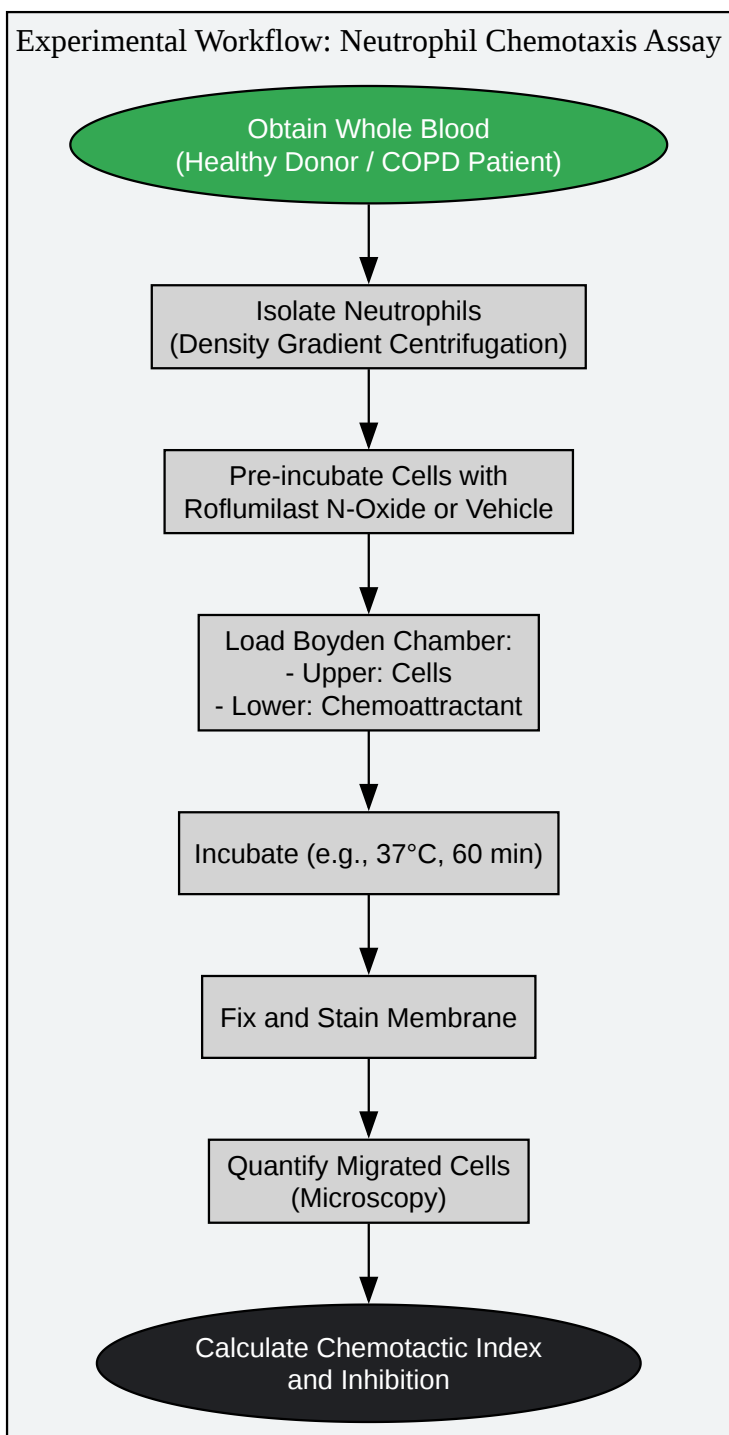 Experimental Workflow: Neutrophil Chemotaxis Assay
Obtain Whole Blood
(Healthy Donor / COPD Patient)
Isolate Neutrophils
(Density Gradient Centrifugation)
Pre-incubate Cells with
Roflumilast N-Oxide or Vehicle
Load Boyden Chamber:
- Upper: Cells
- Lower: Chemoattractant
Incubate (e.g., 37°C, 60 min)
Fix and Stain Membrane
Quantify Migrated Cells
(Microscopy)
Calculate Chemotactic Index
and Inhibition